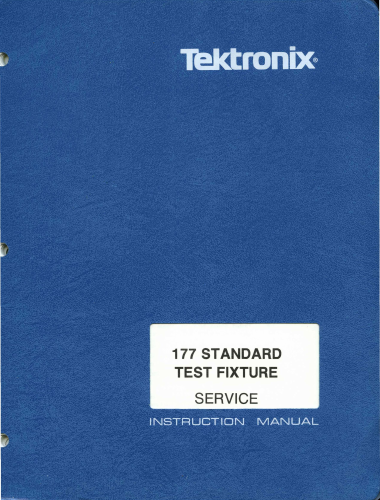 Tektronix®
177 STANDARD
TEST FIXTURE
SERVICE
INSTRUCTION MANUAL